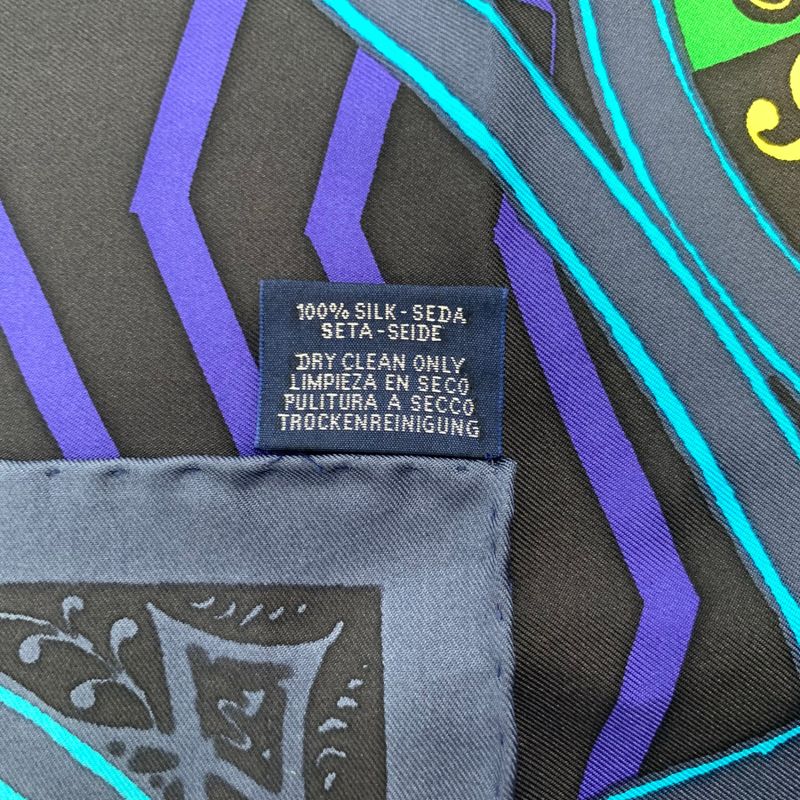 100% SILK-SEDA
SETA-SEIDE
DRY CLEAN ONLY
LIMPIEZA EN SECO
PULITURA A SECCO
TROCKENREINIGUNG